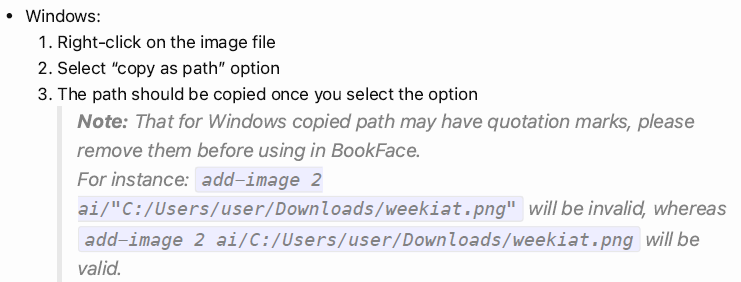 • Windows:
1. Right-click on the image file
2. Select “copy as path” option
3. The path should be copied once you select the option
Note: That for Windows copied path may have quotation marks, please
remove them before using in BookFace.
For instance: add-image 2
ai/"C:/Users/user/Downloads/weekiat.png" will be invalid, whereas
add-image 2 ai/C:/Users/user/Downloads/weekiat.png will be
valid.